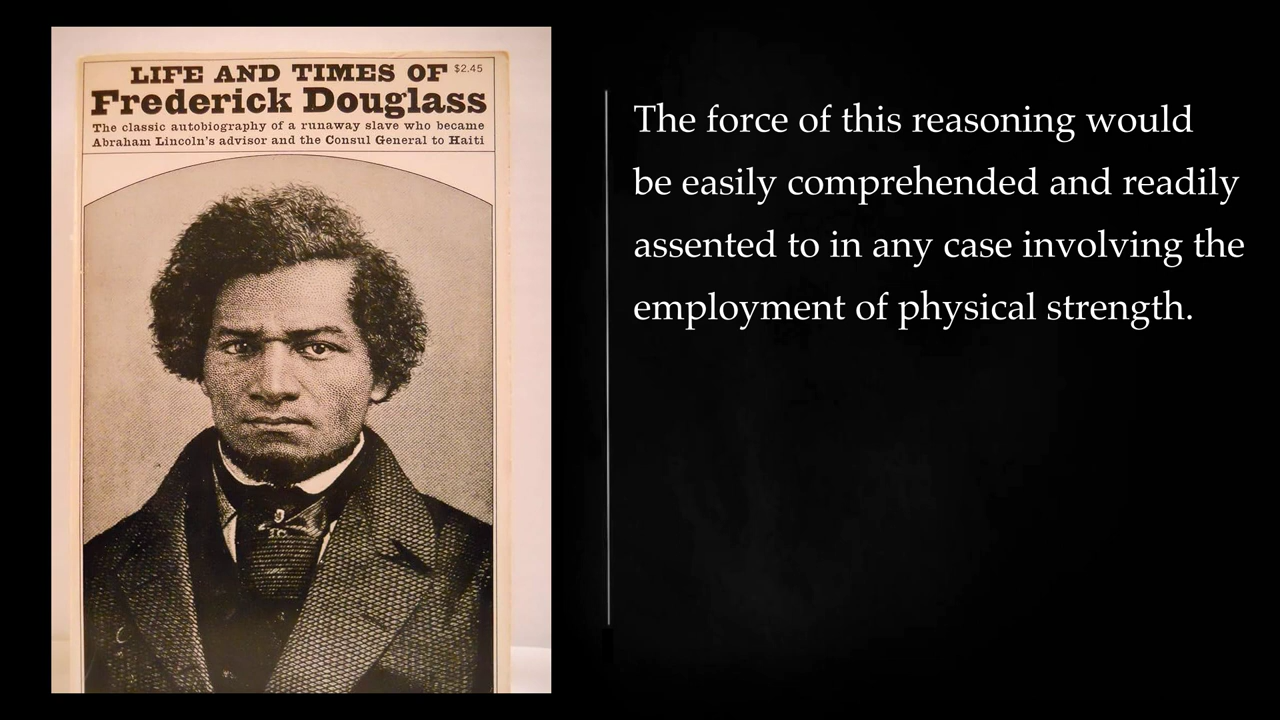 LIFE AND TIMES OF $2.45
Frederick Douglass
The classic autobiography of a runaway slave who became
Abraham Lincoln's advisor and the Consul General to Haiti
The force of this reasoning would
be easily comprehended and readily
assented to in any case involving the
employment of physical strength.